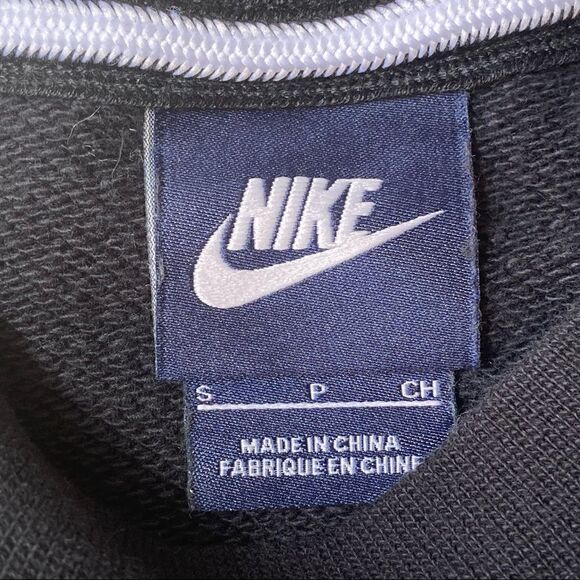 NIKE
S P CH
MADE IN CHINA
FABRIQUE EN CHINE